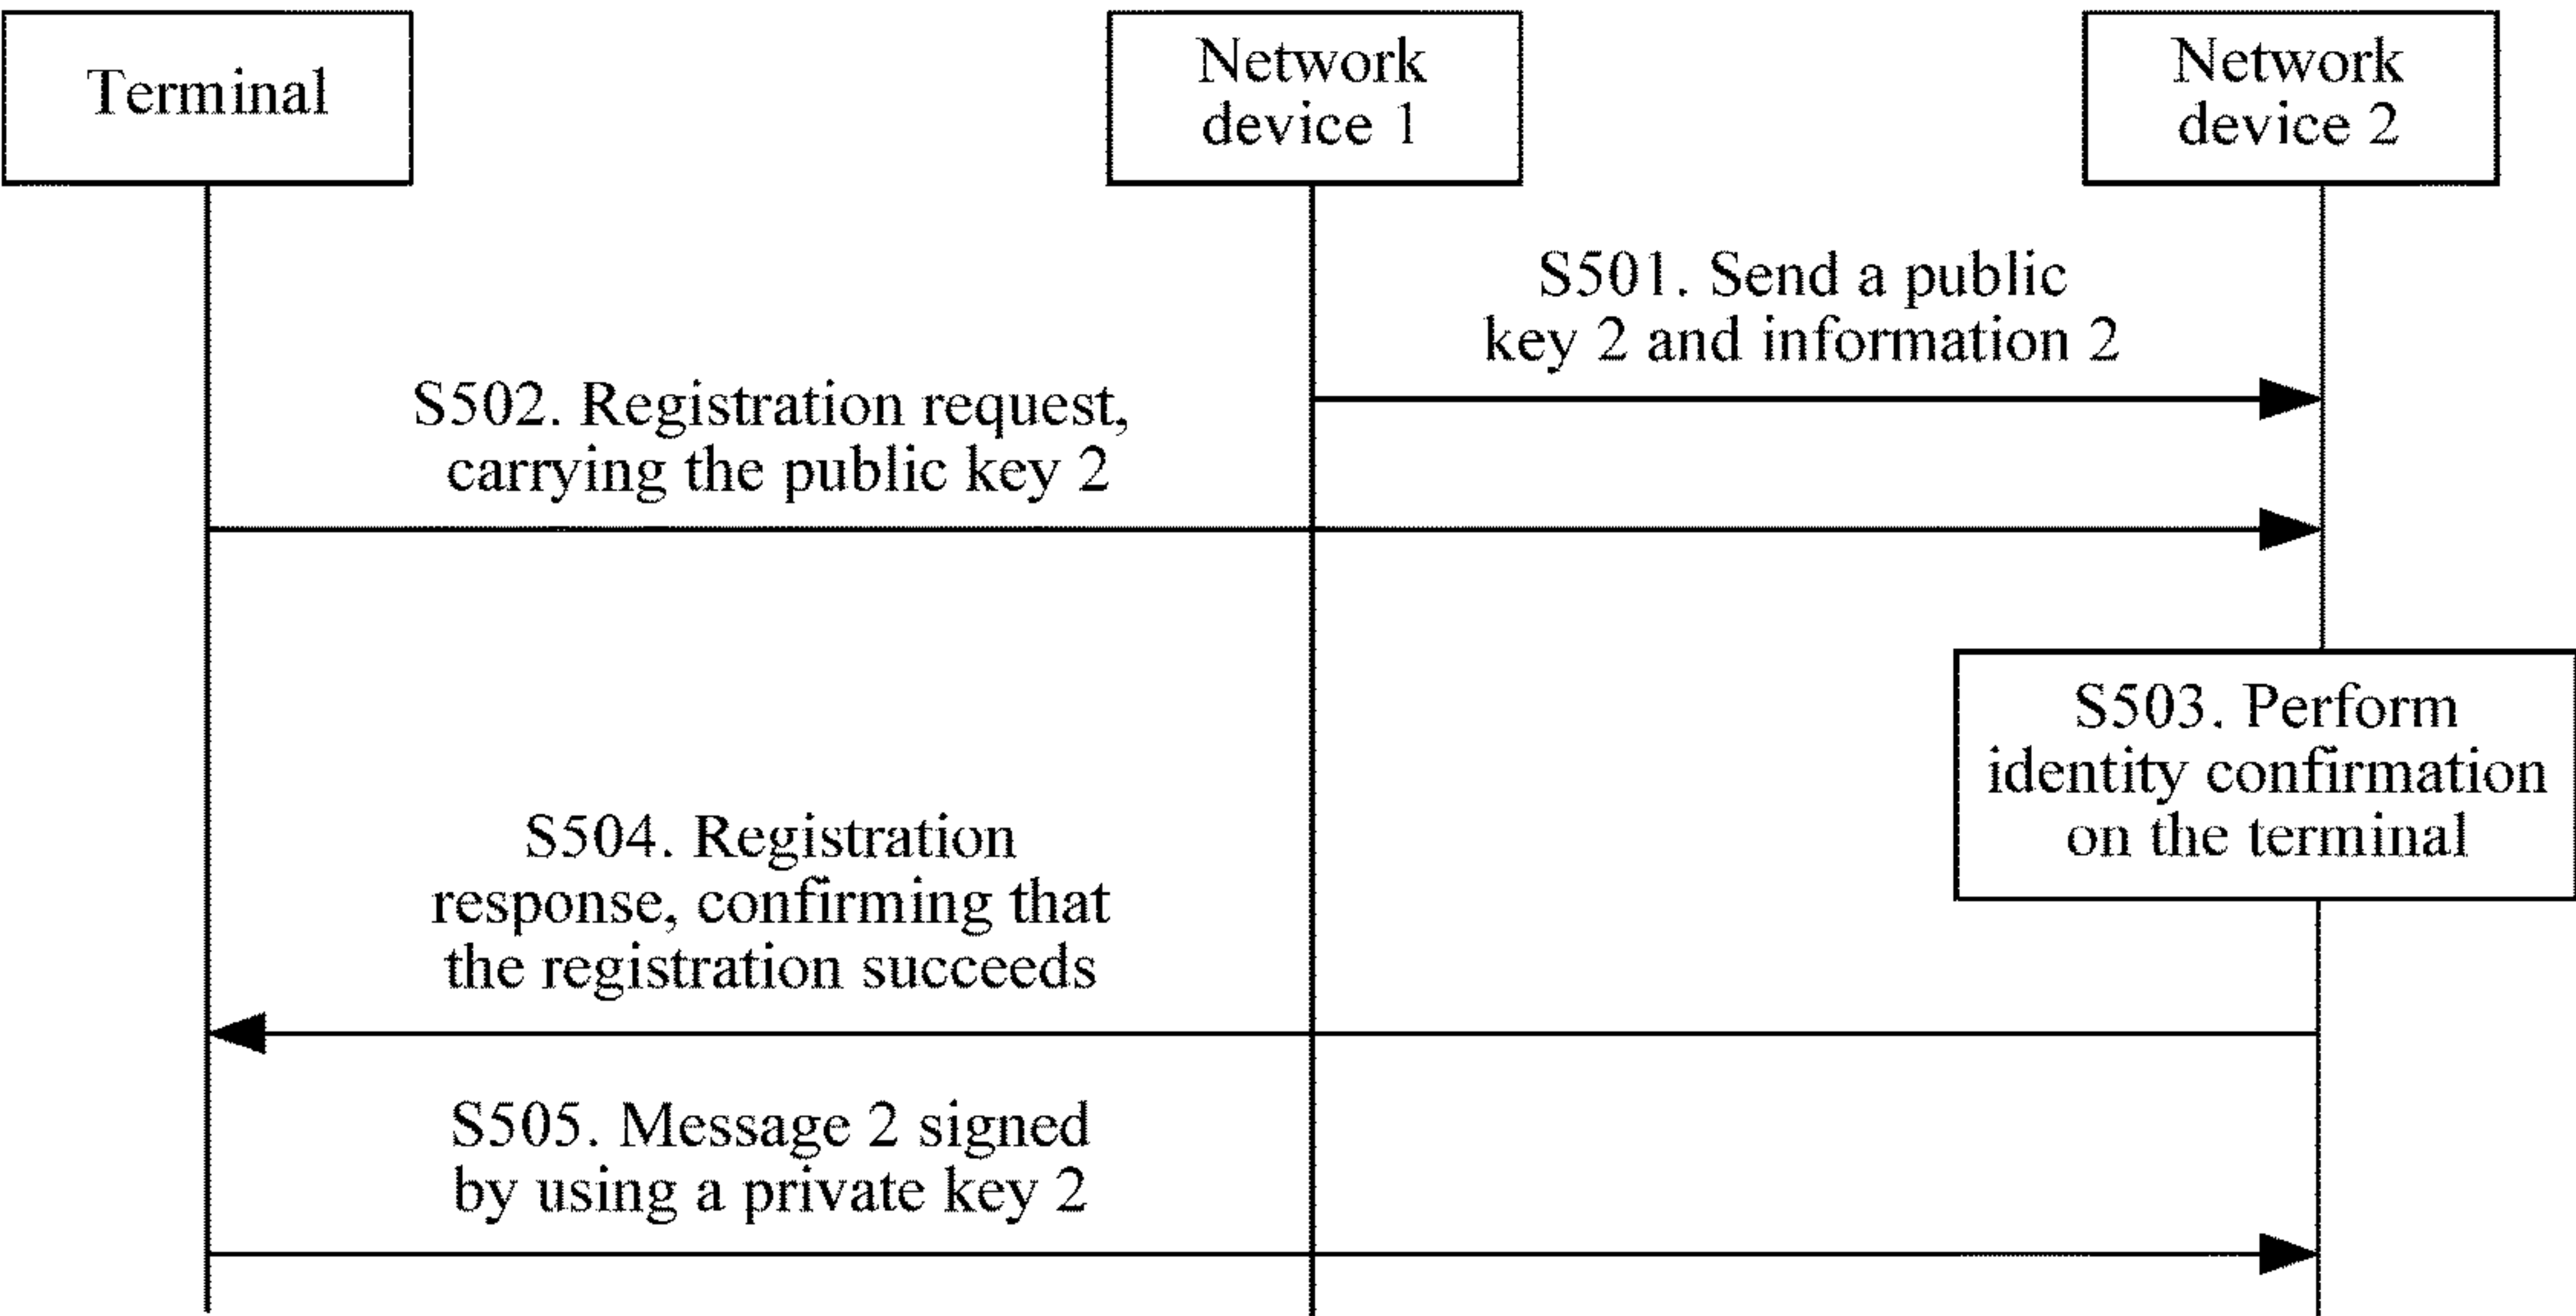 Terminal
Network
device 1
Network
device 2
S501. Send a public
key 2 and information 2
S502. Registration request,
carrying the public key 2
S503. Perform
identity confirmation
on the terminal
S504. Registration
response, confirming that
the registration succeeds
S505. Message 2 signed
by using a private key 2